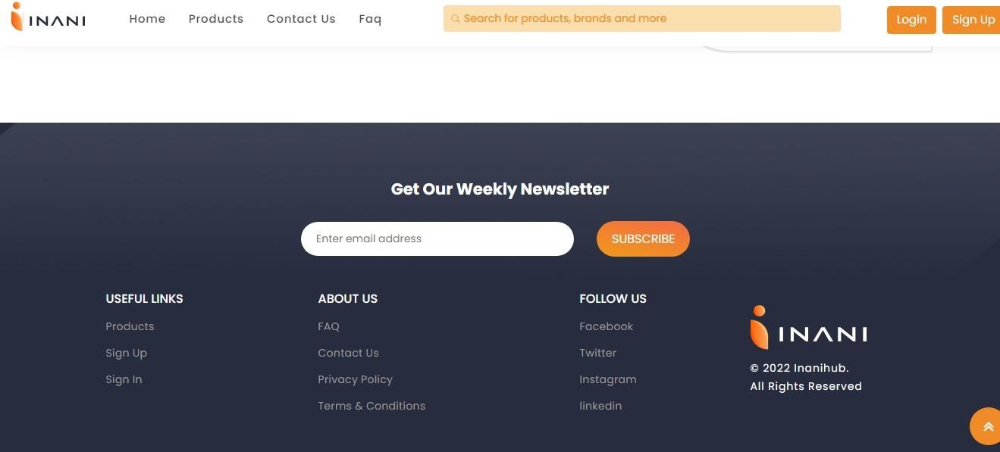 INANI
Home Products Contact Us Faq
Search for products, brands and more
Login Sign Up
Get Our Weekly Newsletter
Enter email address
SUBSCRIBE
USEFUL LINKS
Products
Sign Up
Sign In
ABOUT US
FAQ
Contact Us
Privacy Policy
Terms & Conditions
FOLLOW US
Facebook
Twitter
Instagram
linkedin
INANI
© 2022 Inanihub.
All Rights Reserved